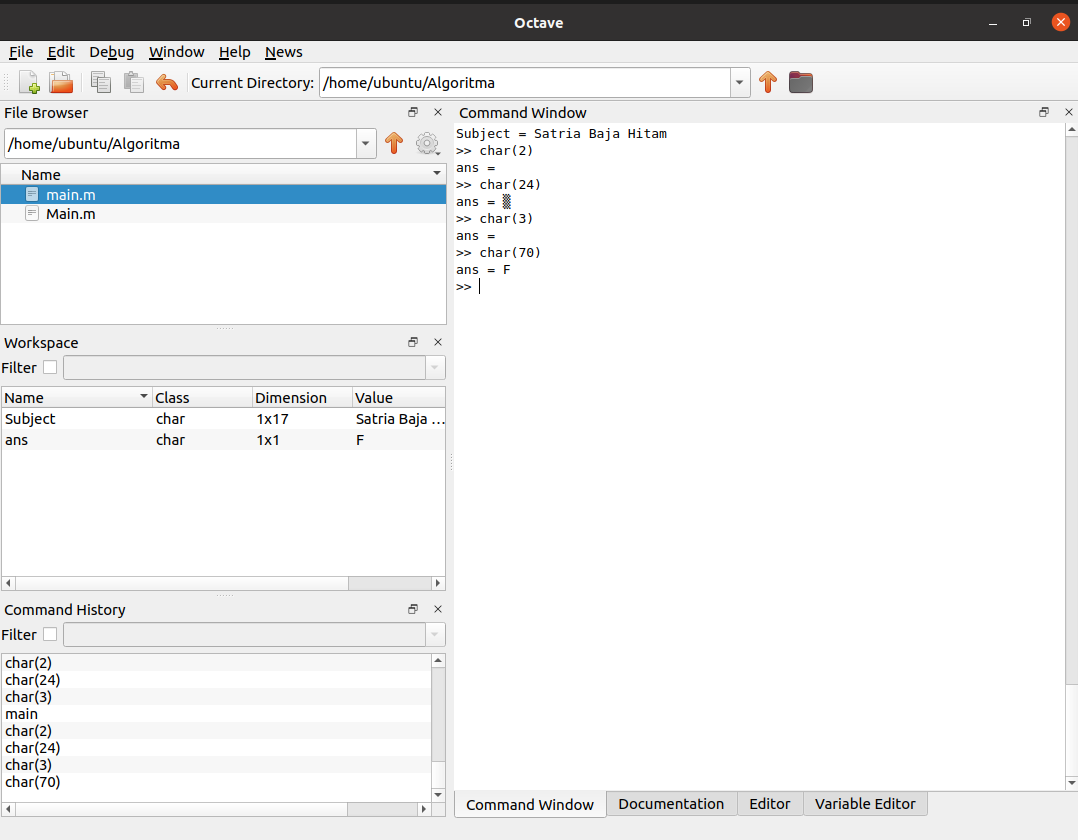 Octave
File Edit Debug Window Help News
Current Directory: /home/ubuntu/Algoritma
File Browser
/home/ubuntu/Algoritma
Name
main.m
Main.m
Workspace
Filter
Name Class Dimension Value
Subject char 1x17 Satria Baja ...
ans char 1x1 F
Command History
Filter
char(2)
char(24)
char(3)
main
char(2)
char(24)
char(3)
char(70)
Command Window
Subject = Satria Baja Hitam
>> char(2)
ans =
>> char(24)
ans = ▒
>> char(3)
ans =
>> char(70)
ans = F
>>
Command Window Documentation Editor Variable Editor